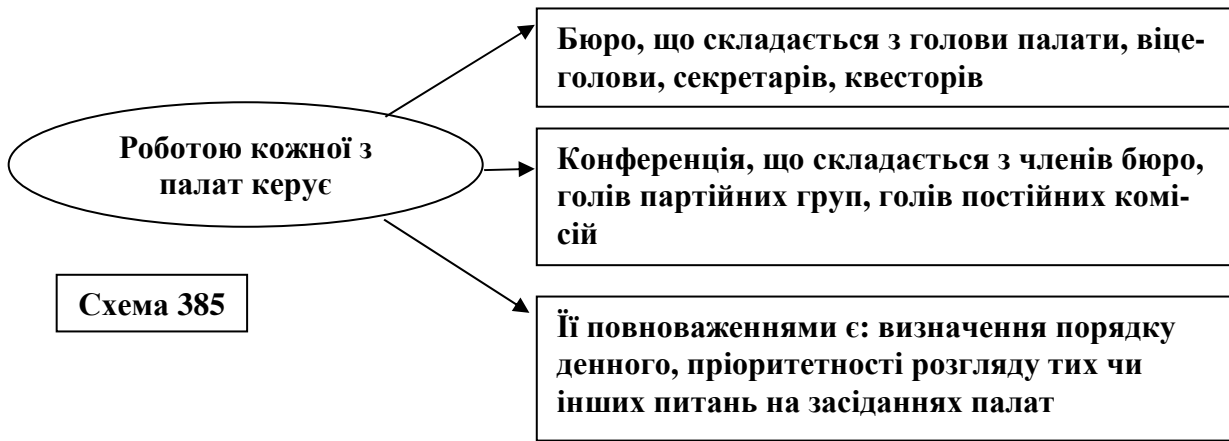 Роботою кожної з
палат керує
Бюро, що складається з голови палати, віце-
голови, секретарів, квесторів
Конференція, що складається з членів бюро,
голів партійних груп, голів постійних комі-
сій
Її повноваженнями є: визначення порядку
денного, пріоритетності розгляду тих чи
інших питань на засіданнях палат
Схема 385